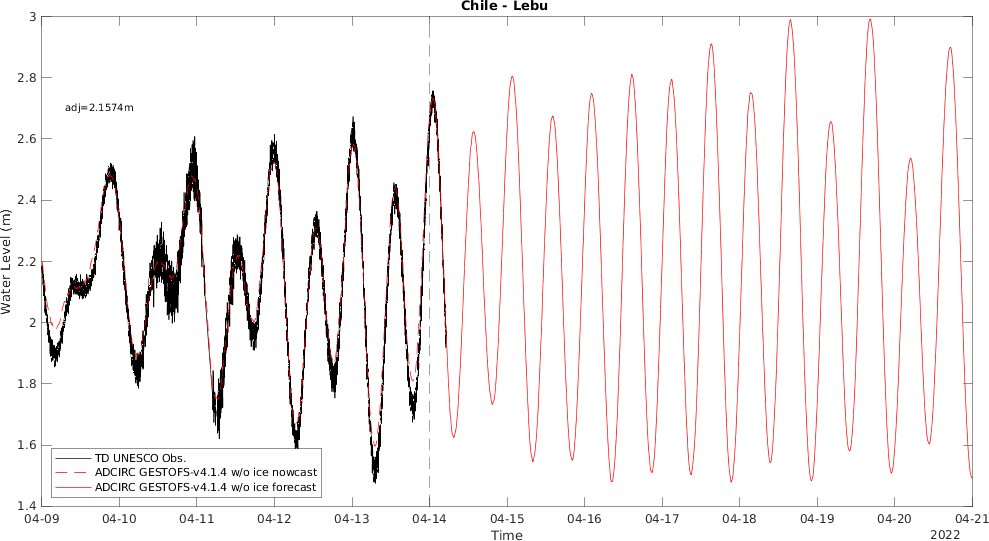 Chile - Lebu
3
2.8
2.6
2.4
2.2
2
1.8
1.6
1.4
Water Level (m)
adj=2.1574m
TD UNESCO Obs.
ADCIRC GESTOFS-v4.1.4 w/o ice nowcast
ADCIRC GESTOFS-v4.1.4 w/o ice forecast
04-09 04-10 04-11 04-12 04-13 04-14 04-15 04-16 04-17 04-18 04-19 04-20 04-21
Time
2022